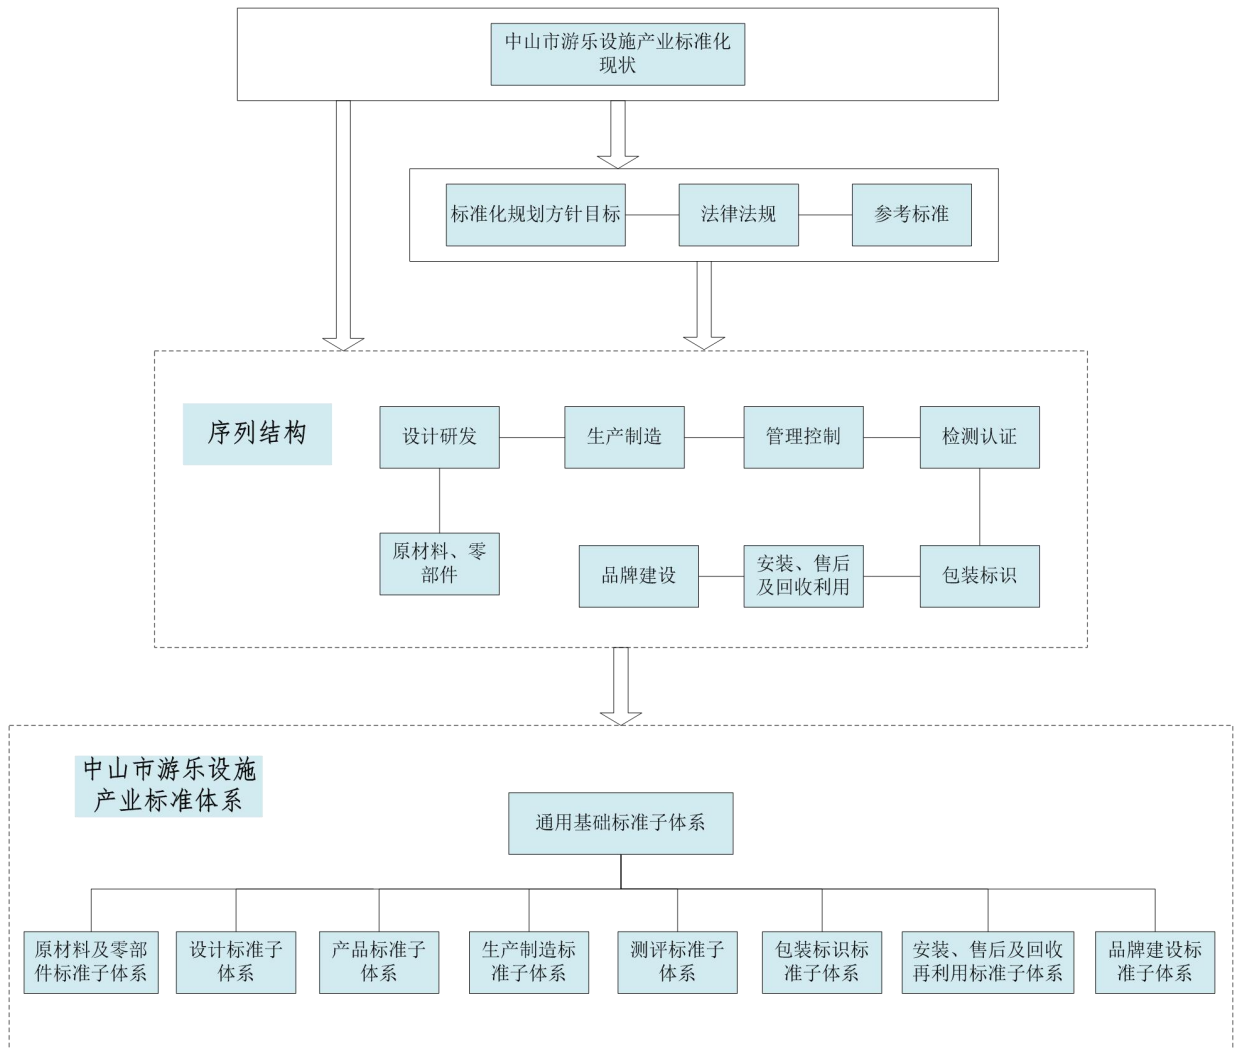 中山市游乐设施产业标准化
现状
标准化规划方针目标
法律法规
参考标准
序列结构
设计研发
生产制造
管理控制
检测认证
原材料、零
部件
品牌建设
安装、售后
及回收利用
包装标识
中山市游乐设施
产业标准体系
通用基础标准子体系
原材料及零部
件标准子体系
设计标准子
体系
产品标准子
体系
生产制造标
准子体系
测评标准子
体系
包装标识标
准子体系
安装、售后及回收
再利用标准子体系
品牌建设标
准子体系